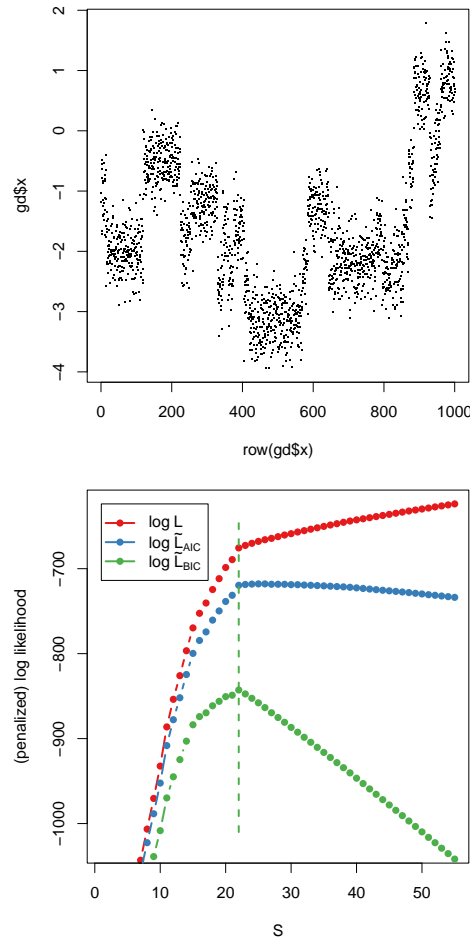 2
1
0
−1
−2
−3
−4
gd$x
0 200 400 600 800 1000
row(gd$x)
log L
log L̃AIC
log L̃BIC
−700
−800
−900
−1000
(penalized) log likelihood
0 10 20 30 40 50
S